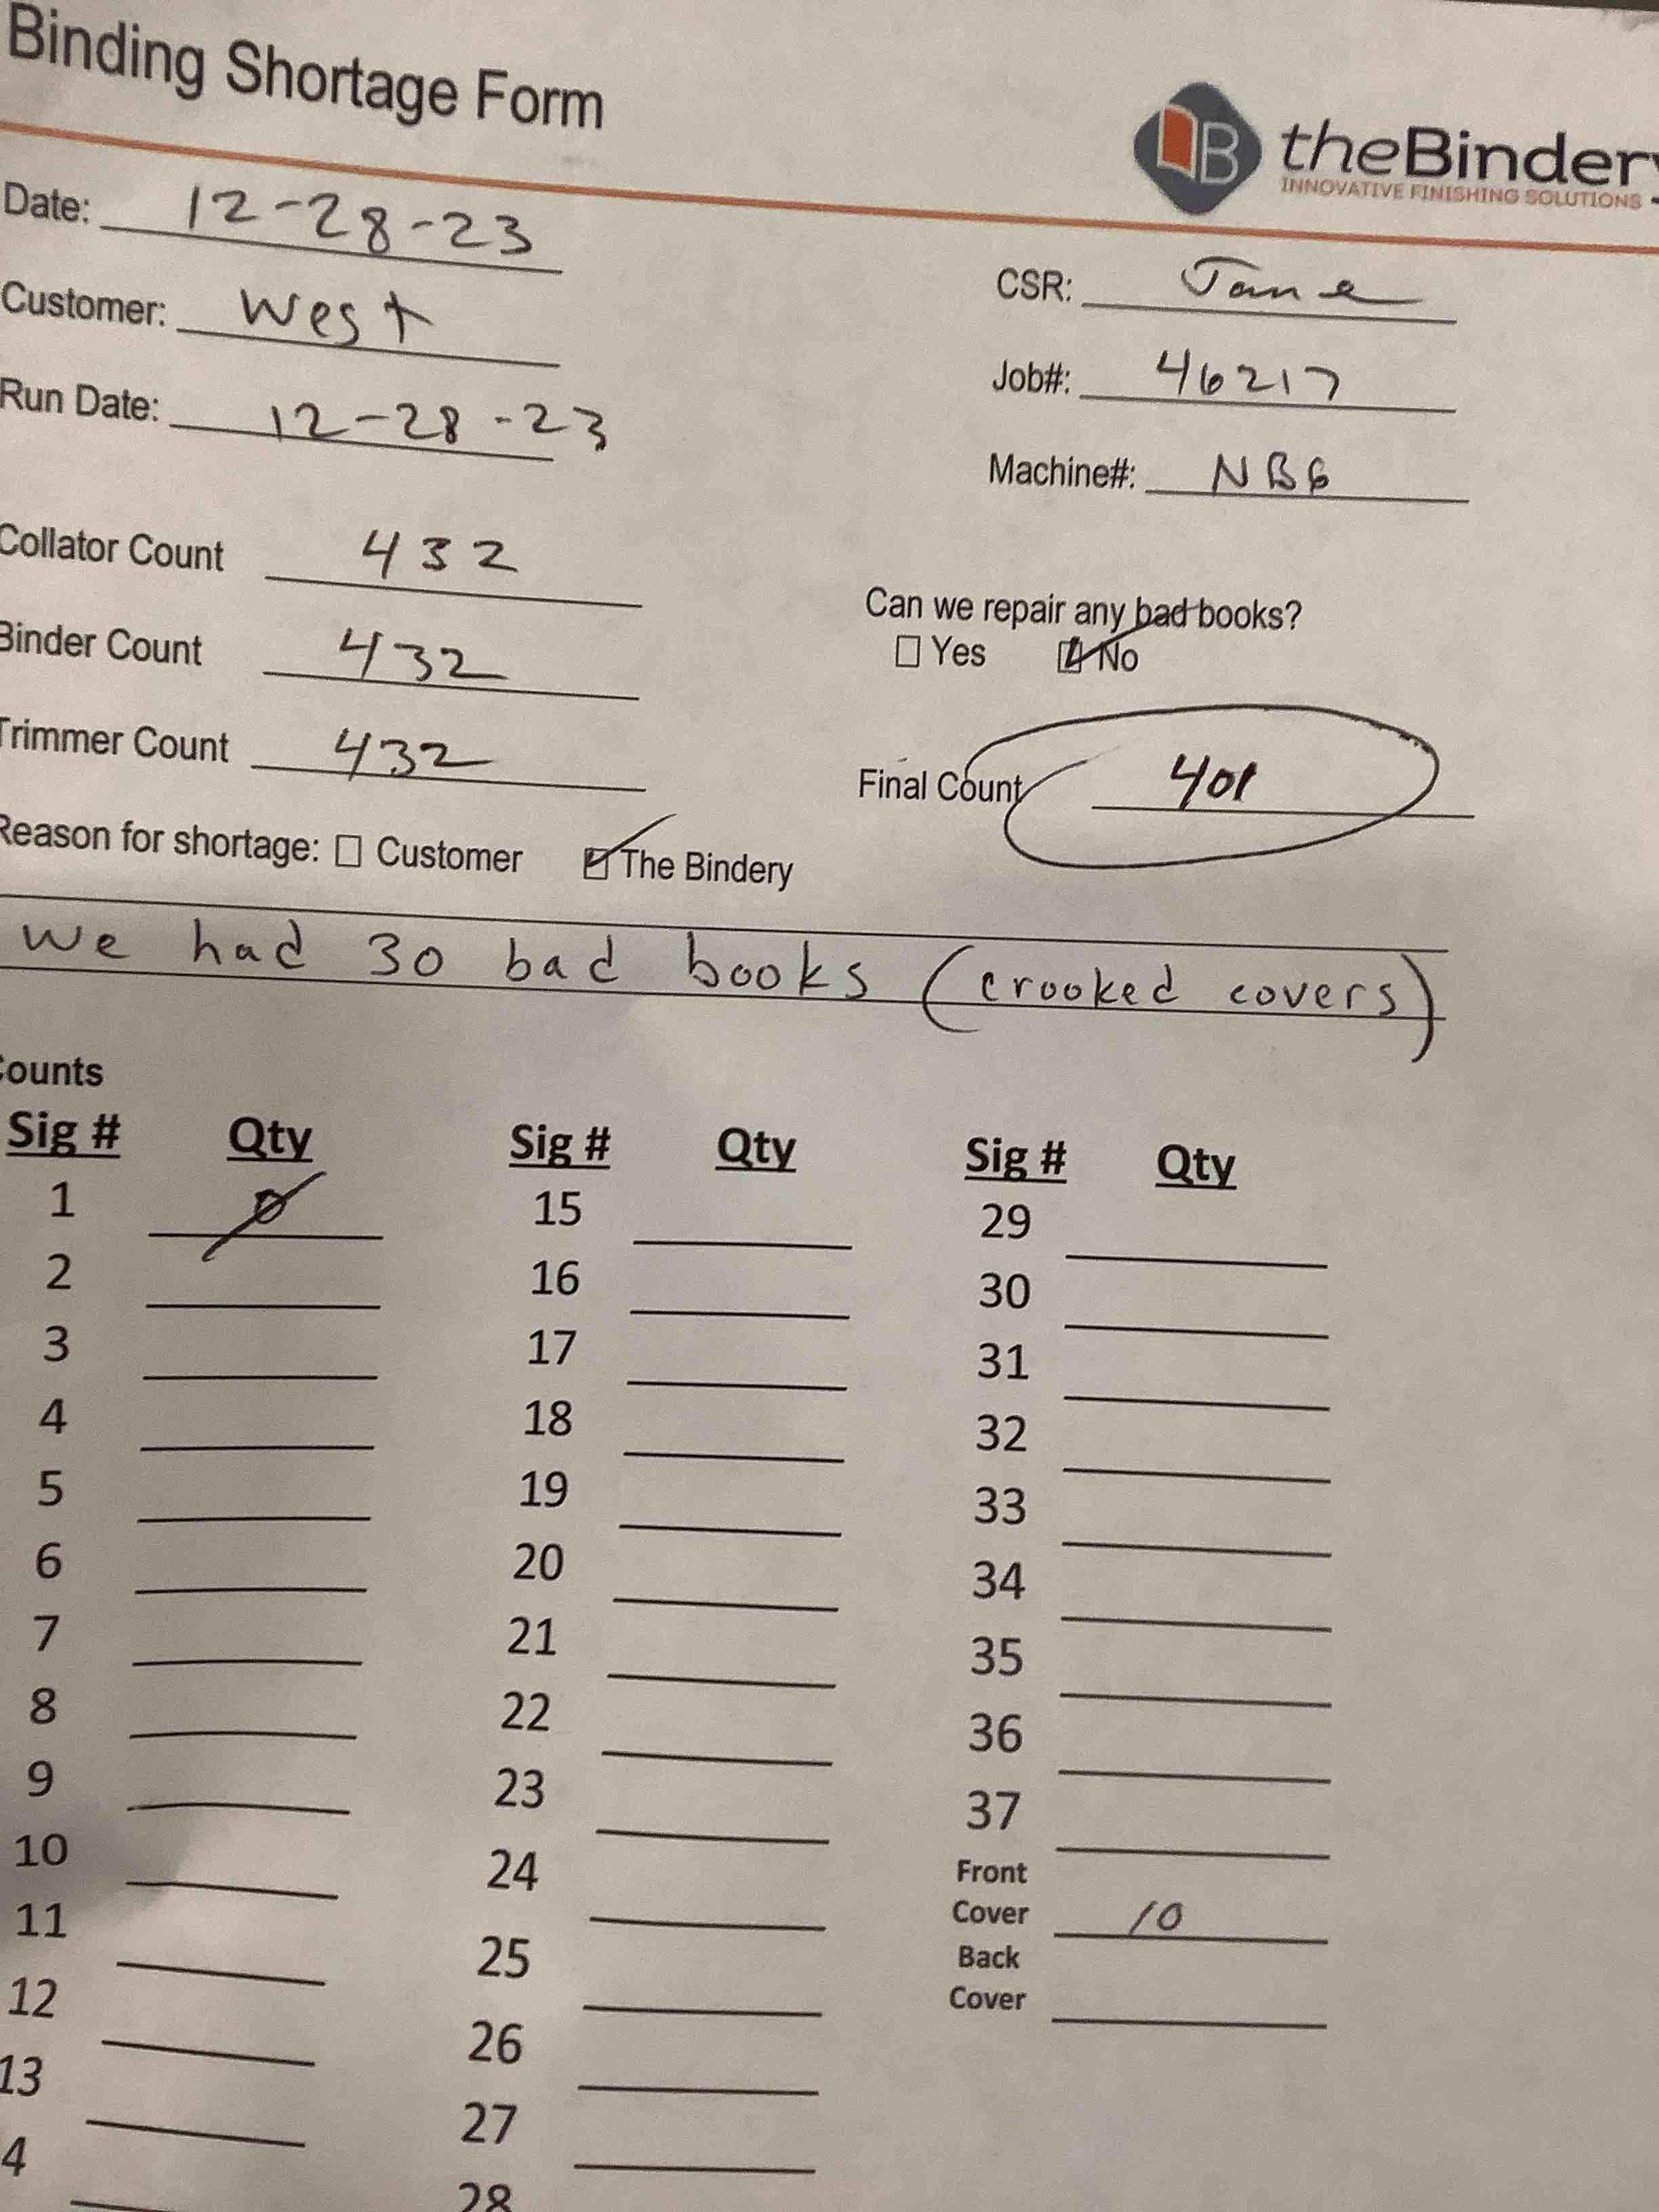 Binding Shortage Form
theBinder
INNOVATIVE FINISHING SOLUTIONS
Date: 12-28-23
CSR: Jane
Customer: West
Job#: 46217
Run Date: 12-28-23
Machine#: NB6
Collator Count 432
Can we repair any bad books?
Binder Count 432
Yes No
Trimmer Count 432
Final Count 401
Reason for shortage: Customer The Bindery
We had 30 bad books (crooked covers)
Counts
Sig # Qty Sig # Qty Sig # Qty
1 0 15 29
2 16 30
3 17 31
4 18 32
5 19 33
6 20 34
7 21 35
8 22 36
9 23 37
10 24 Front
11 Cover 10
25 Back
12 Cover
26
13
27
4
28